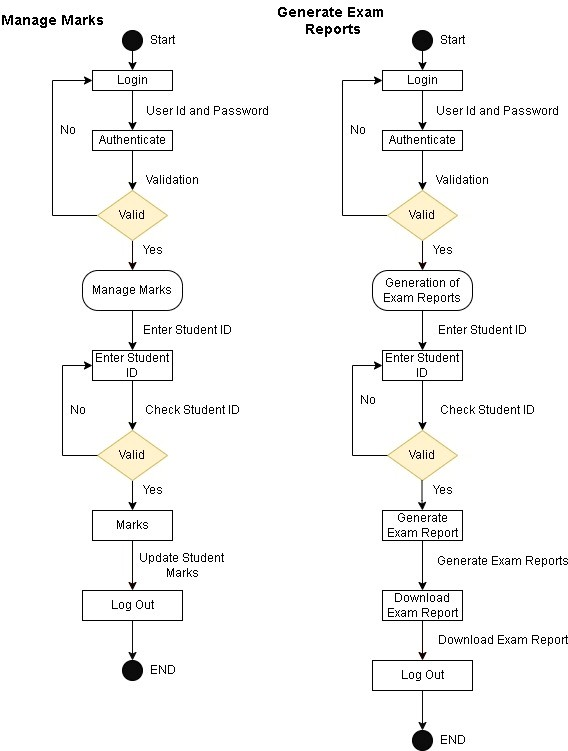 Manage Marks
Start
Login
User Id and Password
No
Authenticate
Validation
Valid
Yes
Manage Marks
Enter Student ID
Enter Student
ID
No
Check Student ID
Valid
Yes
Marks
Update Student
Marks
Log Out
END
Generate Exam
Reports
Start
Login
User Id and Password
No
Authenticate
Validation
Valid
Yes
Generation of
Exam Reports
Enter Student ID
Enter Student
ID
No
Check Student ID
Valid
Yes
Generate
Exam Report
Generate Exam Reports
Download
Exam Report
Download Exam Report
Log Out
END